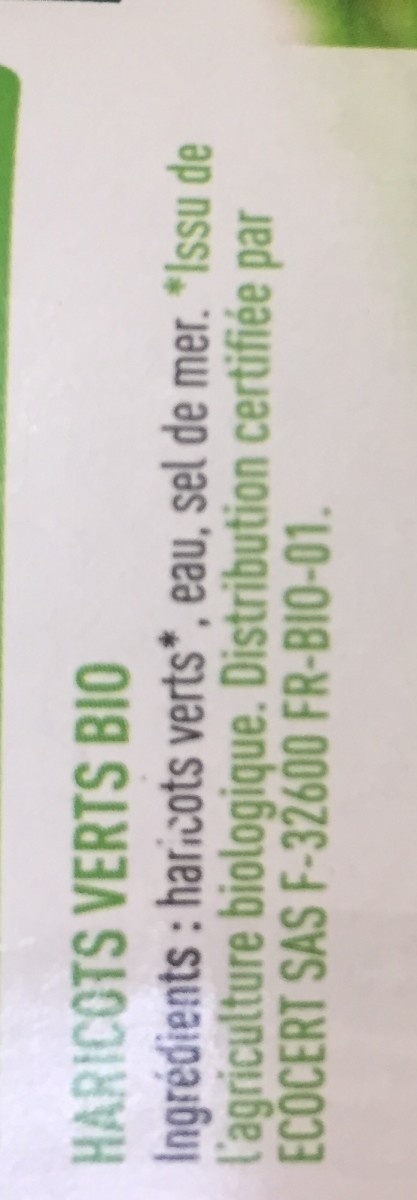 HARICOTS VERTS BIO
Ingrédients : haricots verts*, eau, sel de mer. *Issu de
l'agriculture biologique. Distribution certifiée par
ECOCERT SAS F-32600 FR-BIO-01.